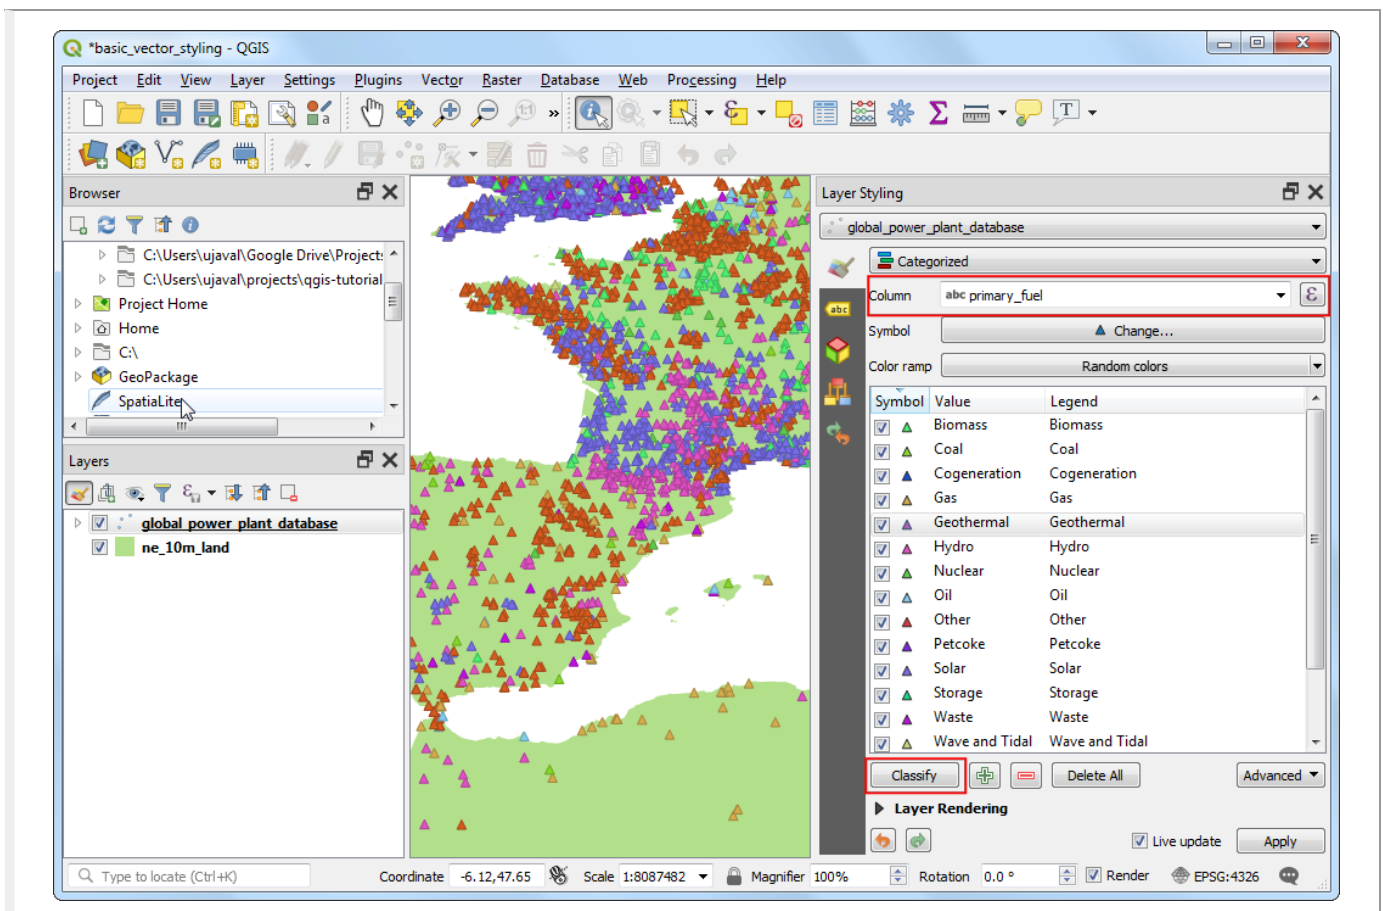 *basic_vector_styling - QGIS
Project Edit View Layer Settings Plugins Vector Raster Database Web Processing Help
Browser
C:\Users\ujaval\Google Drive\Project
C:\Users\ujaval\projects\qgis-tutorial
Project Home
Home
C:\
GeoPackage
SpatiaLite
Layers
global_power_plant_database
ne_10m_land
Layer Styling
global_power_plant_database
Categorized
Column abc primary_fuel ε
abc
Symbol Change...
Color ramp Random colors
Symbol Value Legend
Biomass Biomass
Coal Coal
Cogeneration Cogeneration
Gas Gas
Geothermal Geothermal
Hydro Hydro
Nuclear Nuclear
Oil Oil
Other Other
Petcoke Petcoke
Solar Solar
Storage Storage
Waste Waste
Wave and Tidal Wave and Tidal
Classify Delete All Advanced
Layer Rendering
Live update Apply
Type to locate (Ctrl+K) Coordinate -6.12,47.65 Scale 1:8087482 Magnifier 100% Rotation 0.0 ° Render EPSG:4326